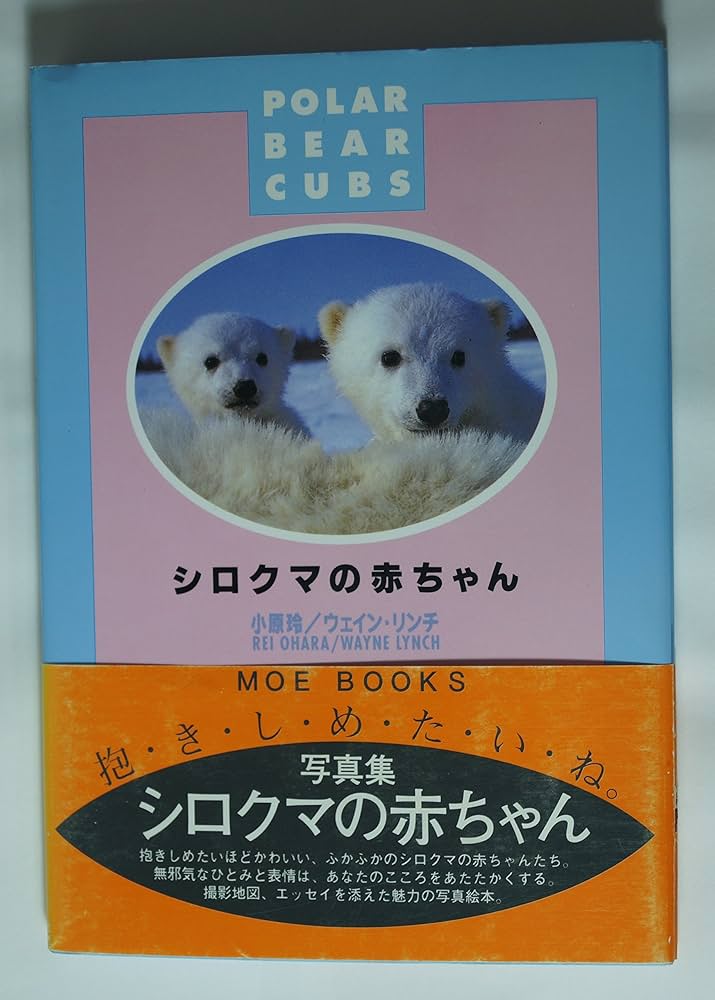 POLAR
BEAR
CUBS
シロクマの赤ちゃん
小原玲／ウェイン・リンチ
REI OHARA/WAYNE LYNCH
MOE BOOKS
抱・き・し・め・た・い・ね。
写真集
シロクマの赤ちゃん
抱きしめたいほどかわいい、ふかふかのシロクマの赤ちゃんたち。
無邪気なひとみと表情は、あなたのこころをあたたかくする。
撮影地図、エッセイを添えた魅力の写真絵本。